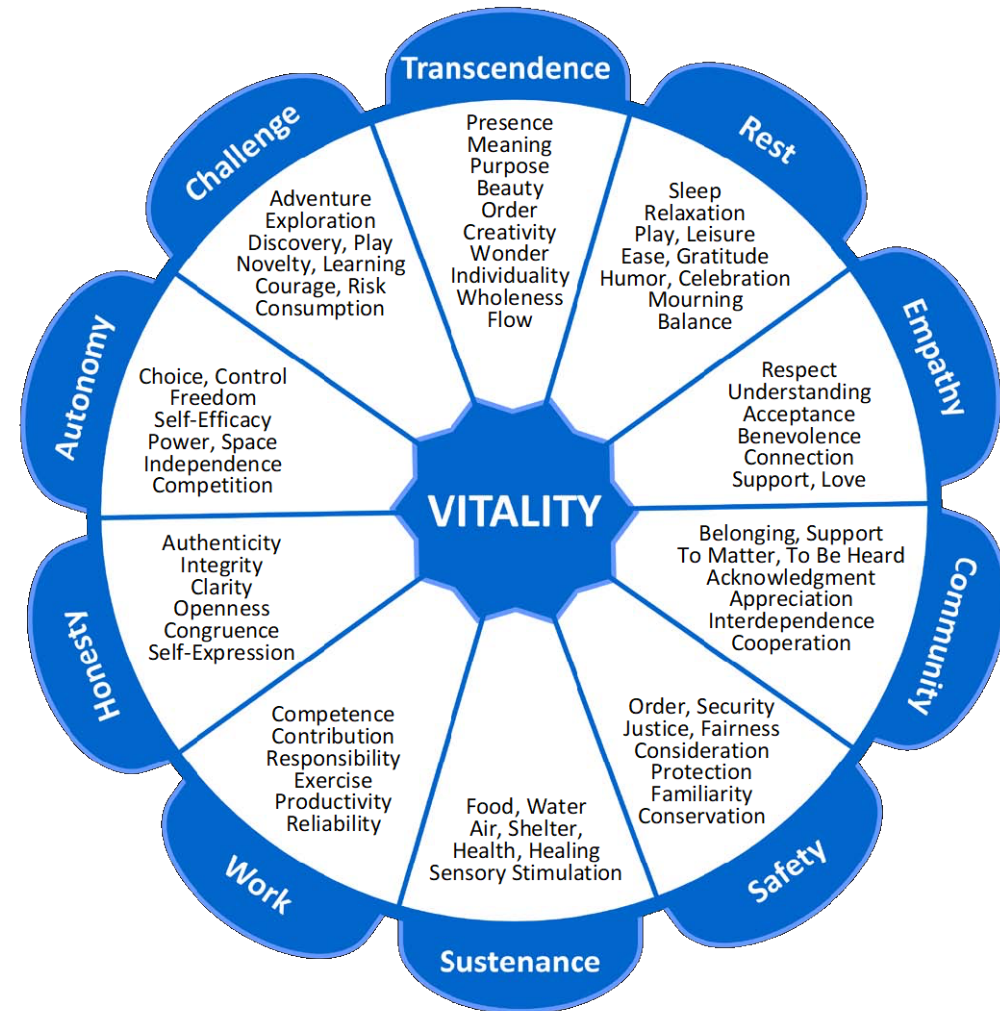 Transcendence
Presence
Meaning
Purpose
Beauty
Order
Creativity
Wonder
Individuality
Wholeness
Flow
Rest
Sleep
Relaxation
Play, Leisure
Ease, Gratitude
Humor, Celebration
Mourning
Balance
Empathy
Respect
Understanding
Acceptance
Benevolence
Connection
Support, Love
Community
Belonging, Support
To Matter, To Be Heard
Acknowledgment
Appreciation
Interdependence
Cooperation
Safety
Order, Security
Justice, Fairness
Consideration
Protection
Familiarity
Conservation
Sustenance
Food, Water
Air, Shelter,
Health, Healing
Sensory Stimulation
Work
Competence
Contribution
Responsibility
Exercise
Productivity
Reliability
Honesty
Authenticity
Integrity
Clarity
Openness
Congruence
Self-Expression
Autonomy
Choice, Control
Freedom
Self-Efficacy
Power, Space
Independence
Competition
Challenge
Adventure
Exploration
Discovery, Play
Novelty, Learning
Courage, Risk
Consumption
VITALITY